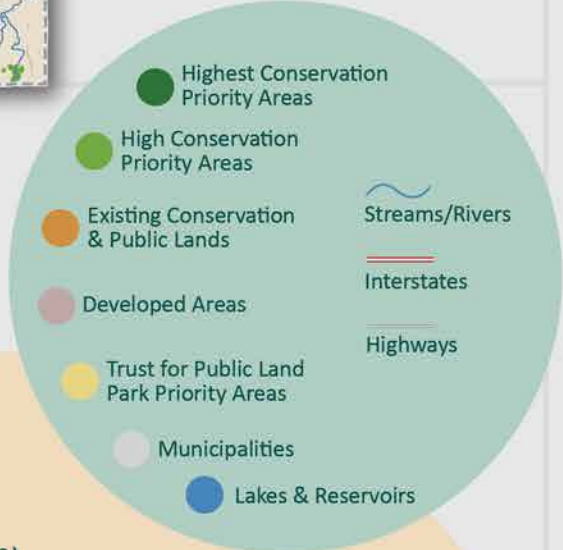 Highest Conservation
Priority Areas
High Conservation
Priority Areas
Existing Conservation
& Public Lands
Developed Areas
Trust for Public Land
Park Priority Areas
Municipalities
Lakes & Reservoirs
Streams/Rivers
Interstates
Highways